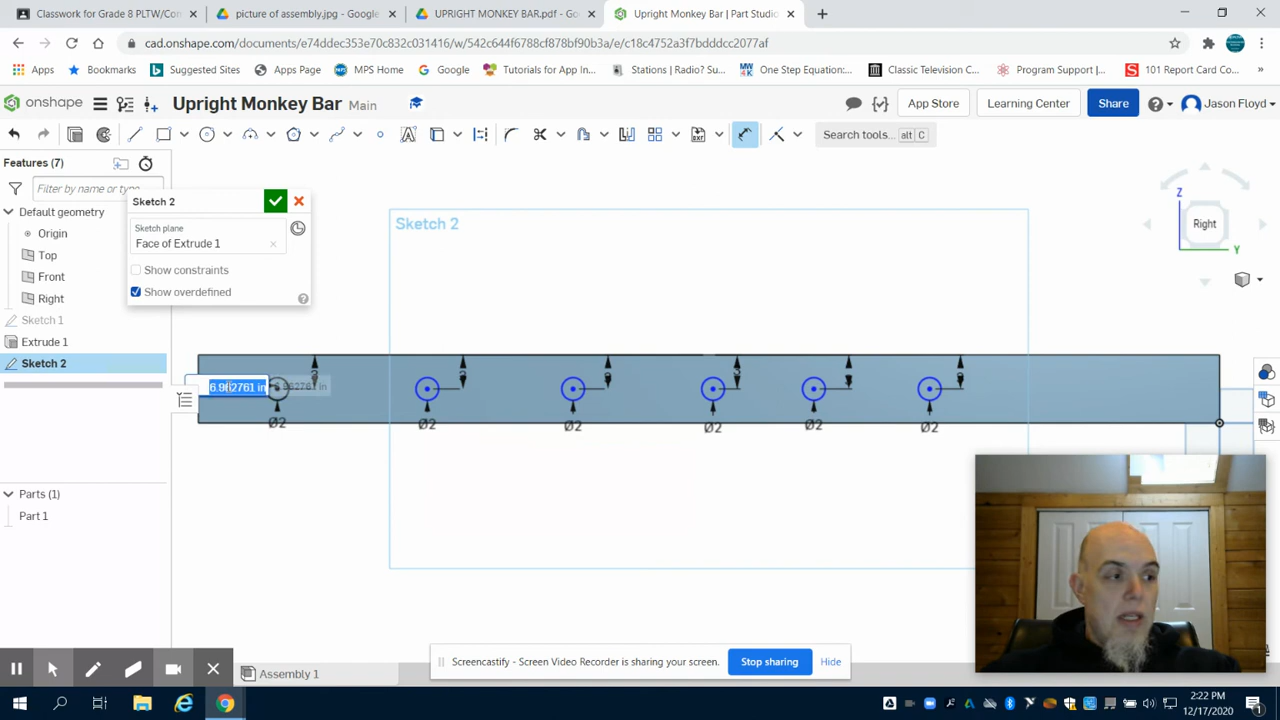 Classwork for Grade 8 PLTW/Con
picture of assembly.jpg - Google
UPRIGHT MONKEY BAR.pdf - Go
Upright Monkey Bar | Part Studio
cad.onshape.com/documents/e74ddec353e70c832c031416/w/542c644f6788cf878bf90b3a/e/c18c4752a3f7bdddcc2077af
Apps
Bookmarks
Suggested Sites
Apps Page
MPS Home
Google
Tutorials for App In...
Stations | Radio? Su...
One Step Equation:...
Classic Television C...
Program Support |...
101 Report Card Co...
»
onshape
Upright Monkey Bar Main
App Store
Learning Center
Share
Jason Floyd
Search tools... alt C
Features (7)
Filter by name or type...
Default geometry
Origin
Top
Front
Right
Sketch 1
Extrude 1
Sketch 2
Sketch 2
Sketch plane
Face of Extrude 1
Show constraints
Show overdefined
Sketch 2
Z
Right
Y
Ø2
Ø2
Ø2
Ø2
Ø2
Ø2
Parts (1)
Part 1
Assembly 1
Screencastify - Screen Video Recorder is sharing your screen.
Stop sharing
Hide
2:22 PM
12/17/2020